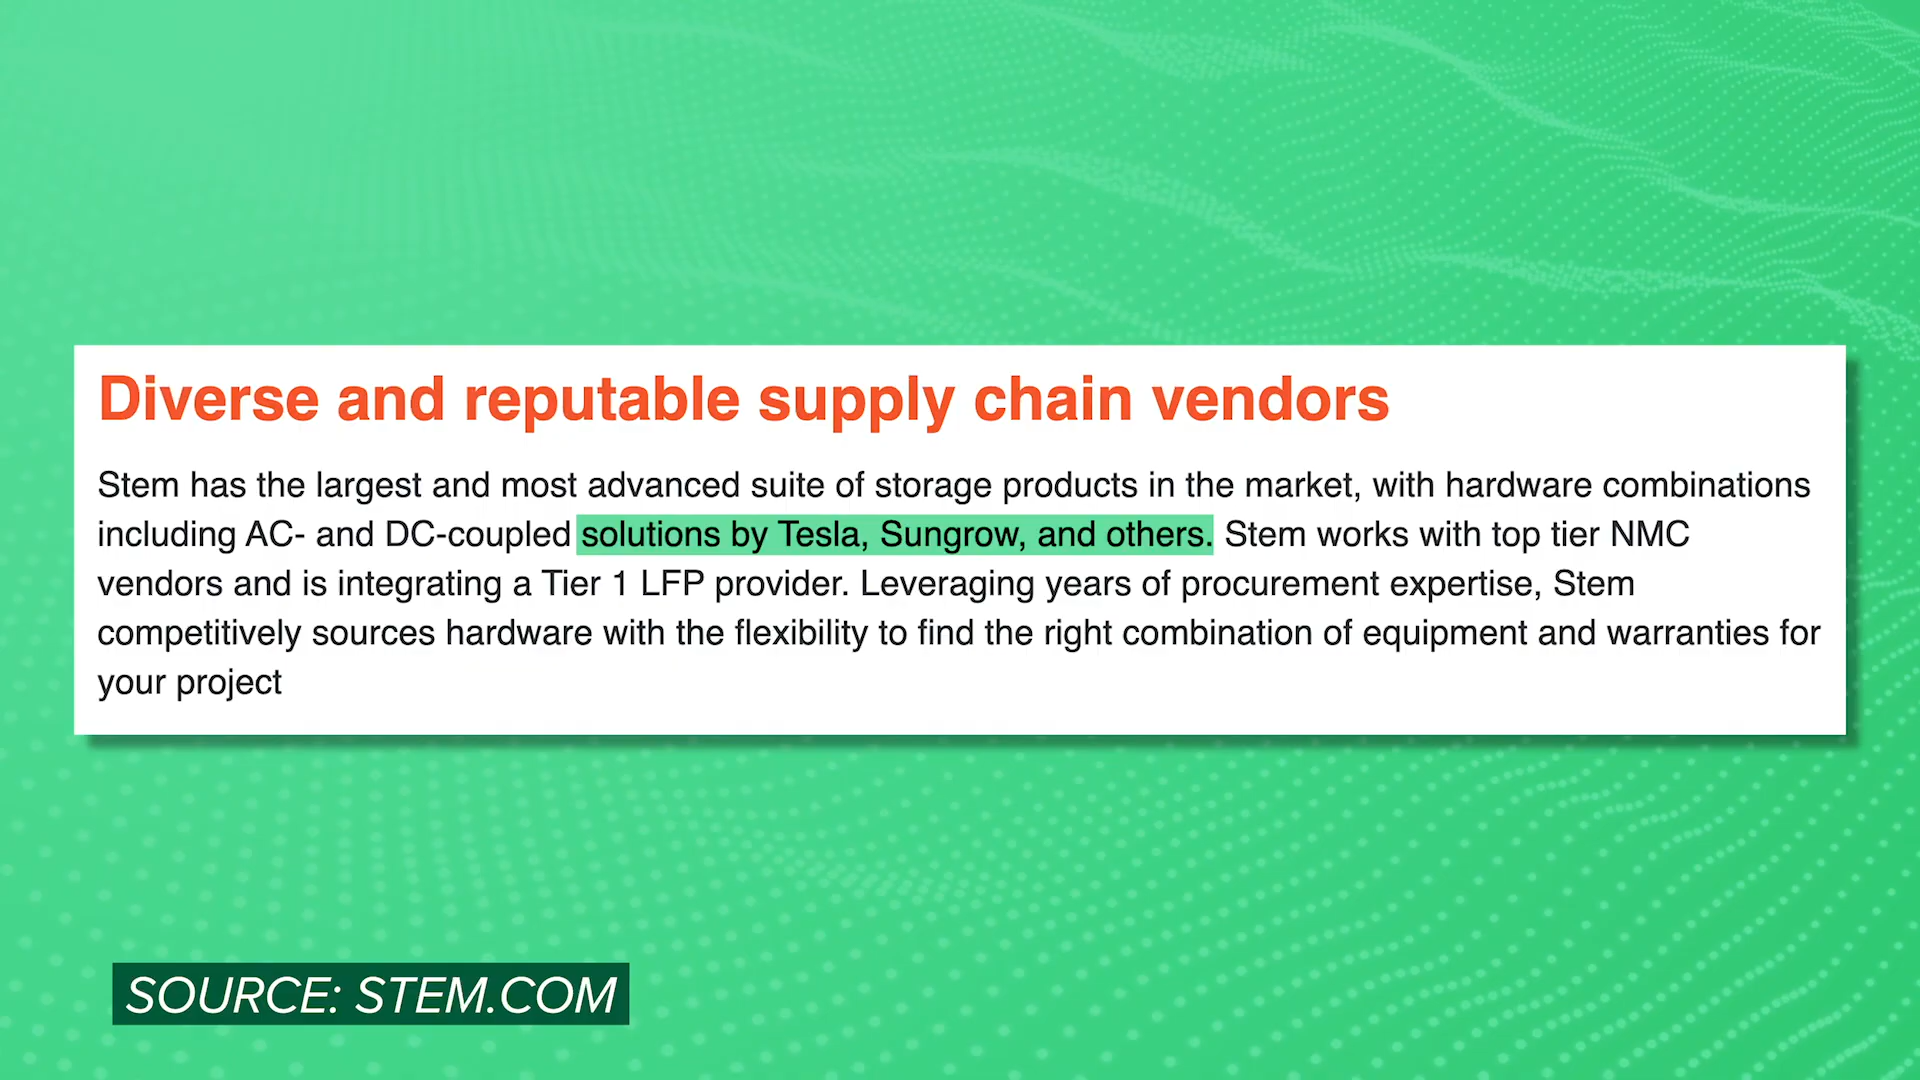 Diverse and reputable supply chain vendors
Stem has the largest and most advanced suite of storage products in the market, with hardware combinations
including AC- and DC-coupled solutions by Tesla, Sungrow, and others. Stem works with top tier NMC
vendors and is integrating a Tier 1 LFP provider. Leveraging years of procurement expertise, Stem
competitively sources hardware with the flexibility to find the right combination of equipment and warranties for
your project
SOURCE: STEM.COM